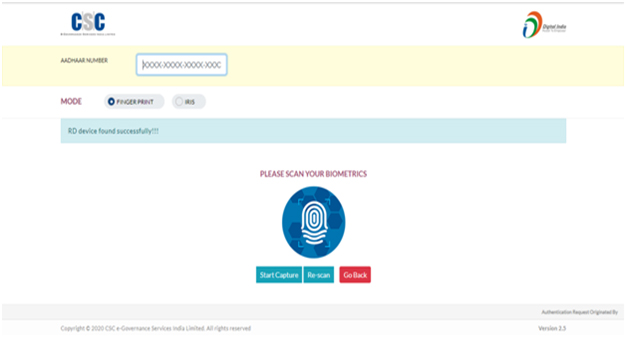 CSC
Digital India
AADHAAR NUMBER
XXXX-XXXX-XXXX-XXXC
MODE
FINGER PRINT
IRIS
RD device found successfully!!!
PLEASE SCAN YOUR BIOMETRICS
Start Capture
Re-scan
Go Back
Authentication Request Originated By
Copyright © 2020 CSC e-Governance Services India Limited. All rights reserved
Version 2.3